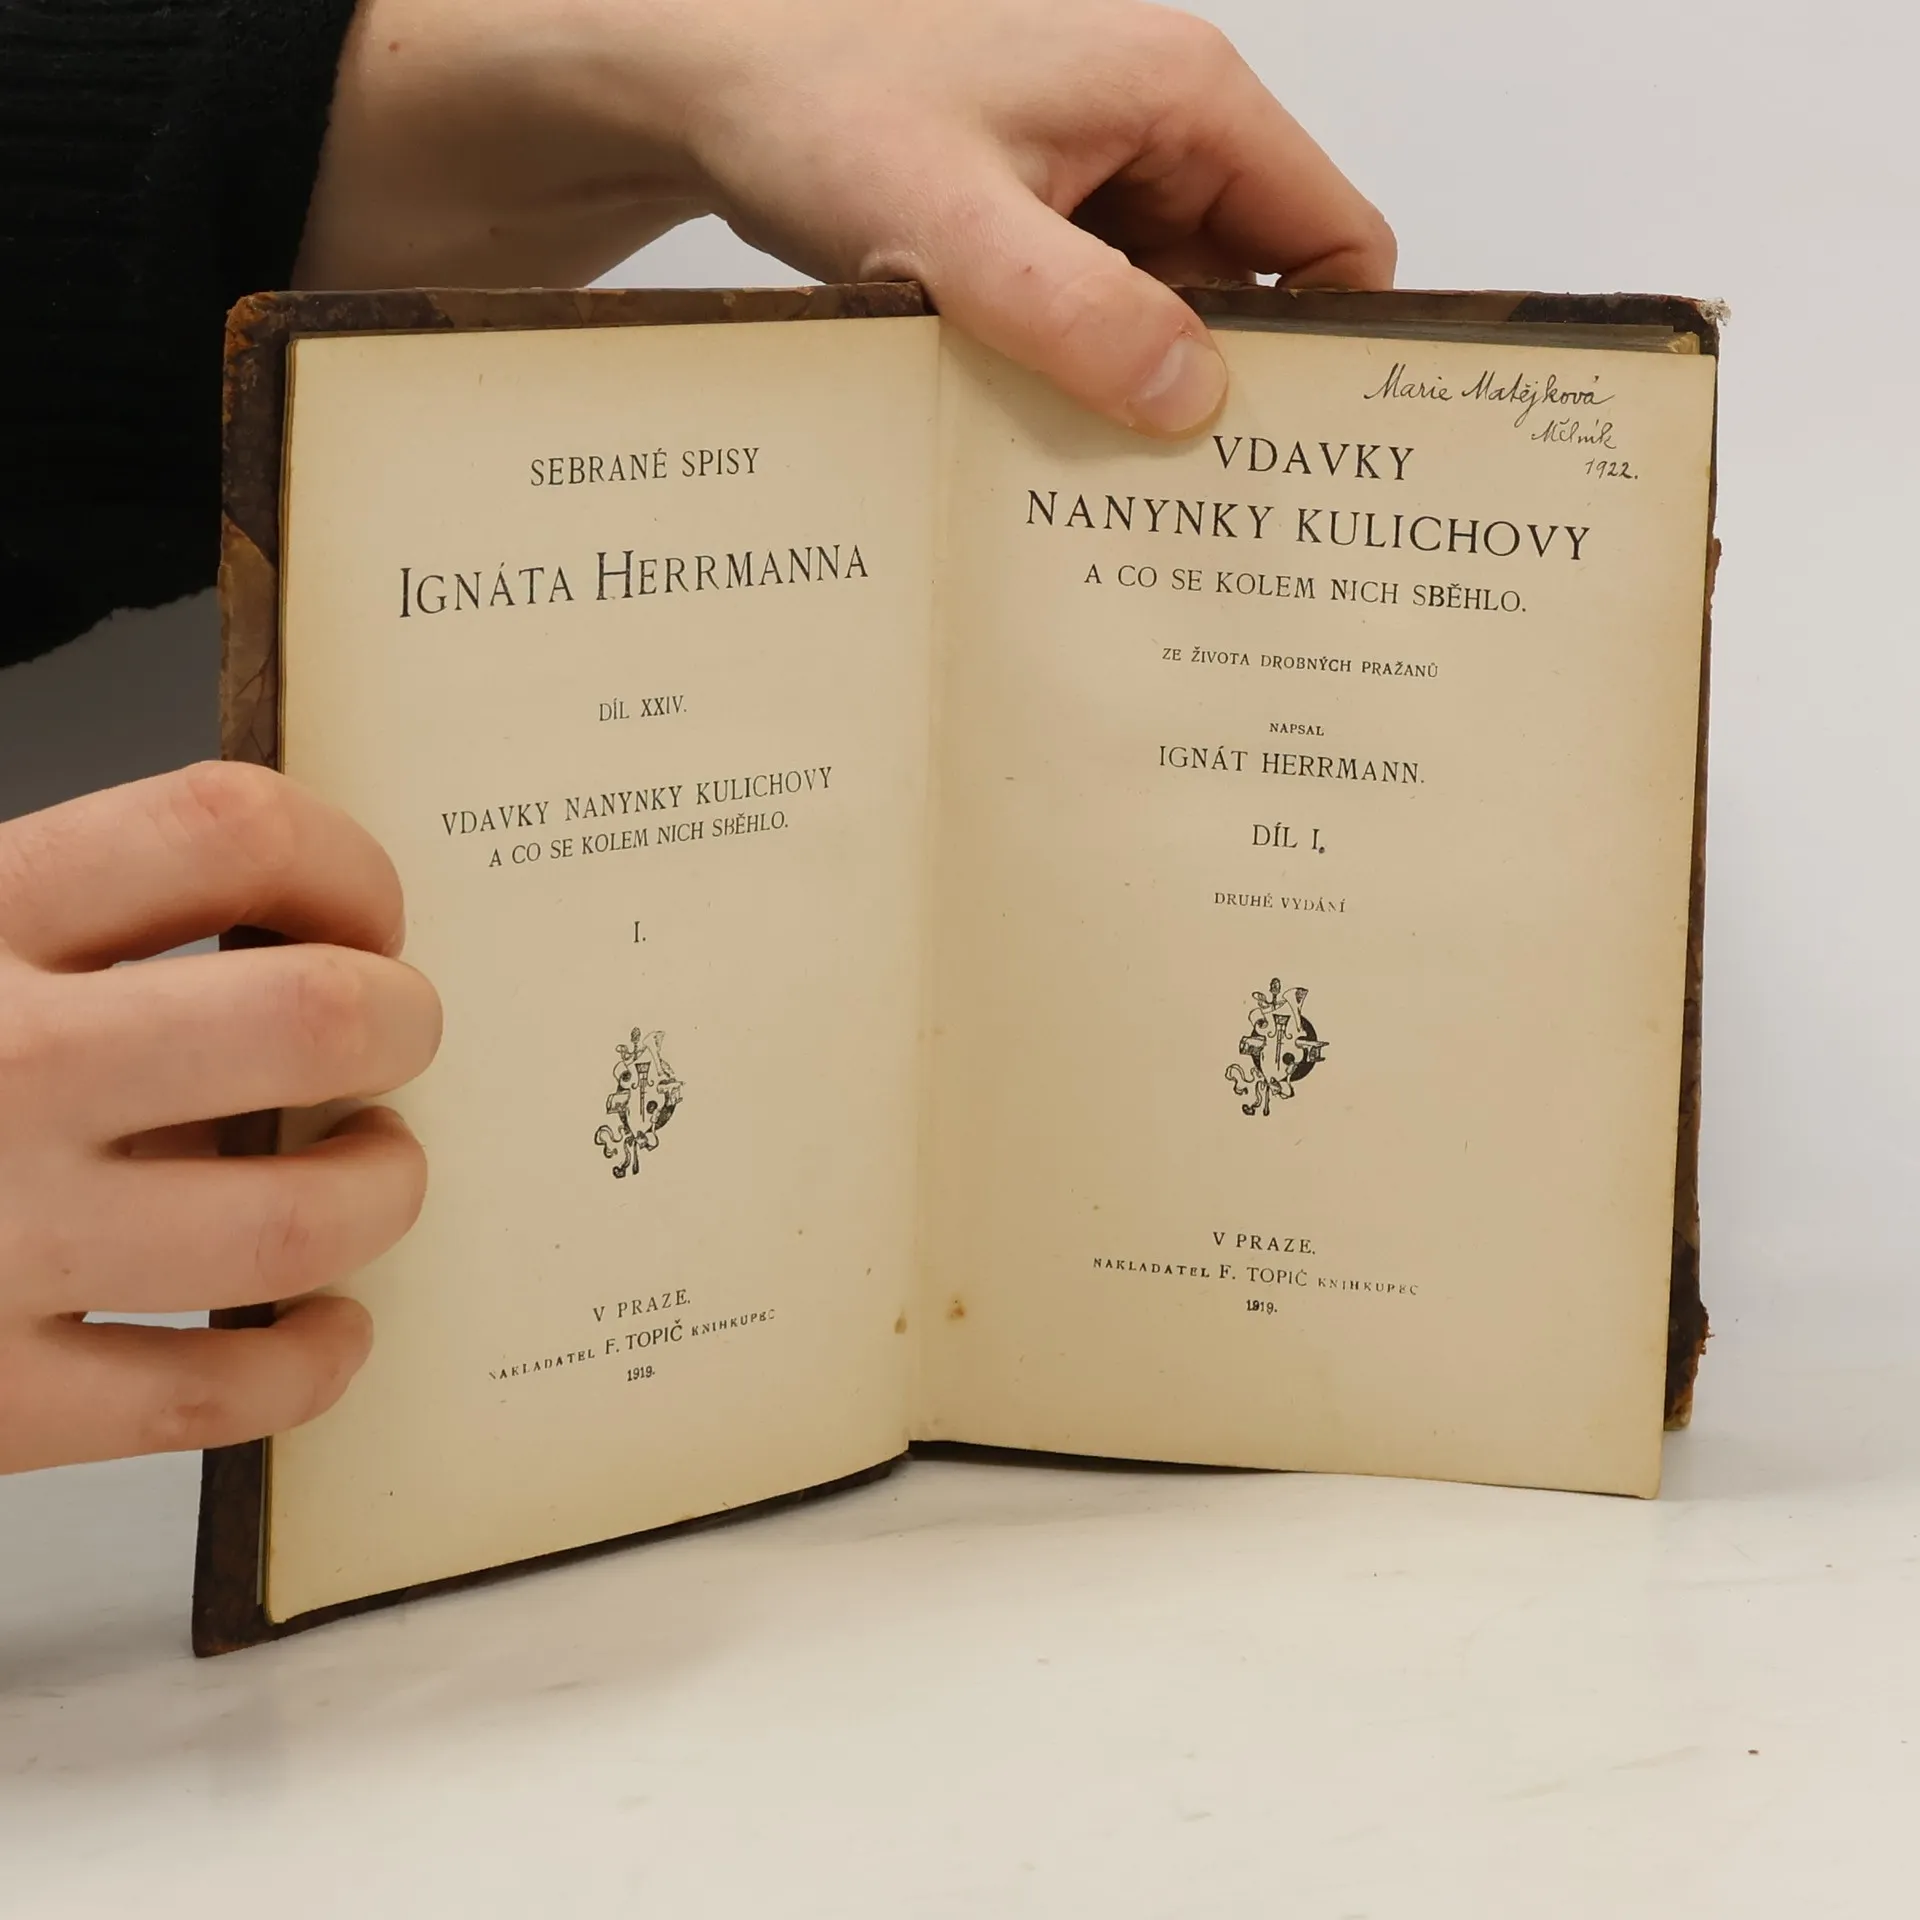 SEBRANÉ SPISY
IGNÁTA HERRMANNA
DÍL XXIV.
VDAVKY NANYNKY KULICHOVY
A CO SE KOLEM NICH SBĚHLO.
I.
V PRAZE.
NAKLADATEL F. TOPIČ KNIHKUPEC
1919.
Marie Matějková
Mělník
1922.
VDAVKY
NANYNKY KULICHOVY
A CO SE KOLEM NICH SBĚHLO.
ZE ŽIVOTA DROBNÝCH PRAŽANŮ
NAPSAL
IGNÁT HERRMANN.
DÍL I.
DRUHÉ VYDÁNÍ
V PRAZE.
NAKLADATEL F. TOPIČ KNIHKUPEC
1919.